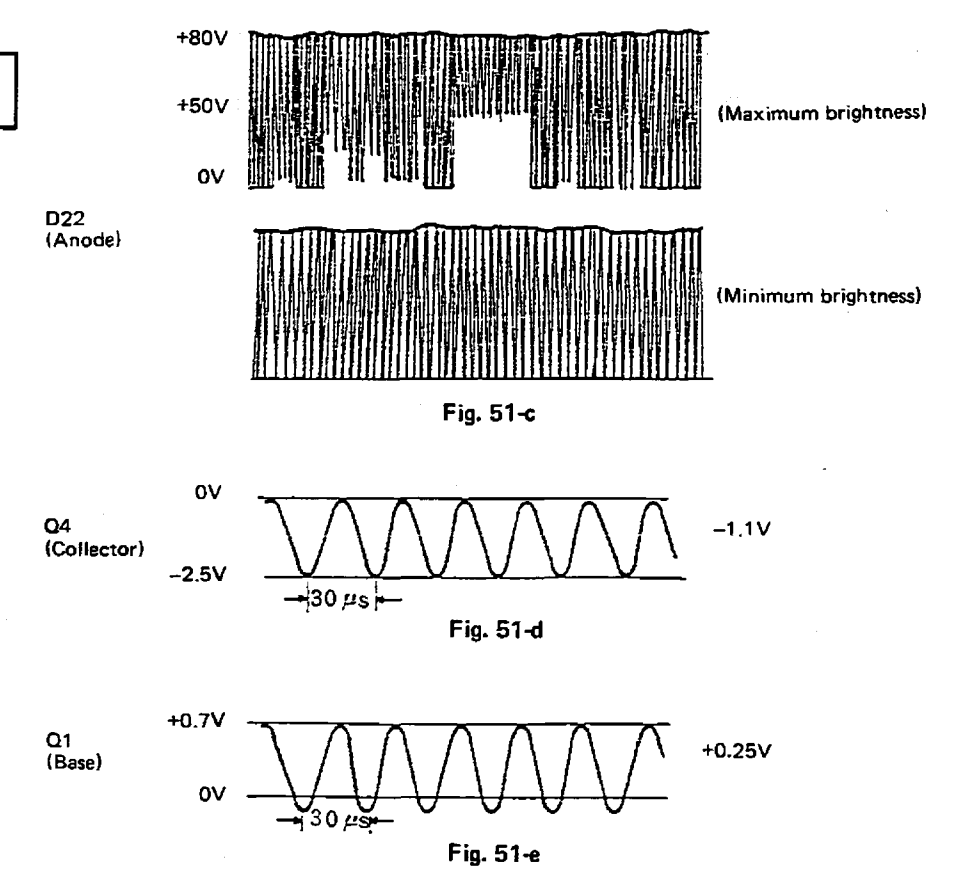 +80V
+50V
(Maximum brightness)
0V
D22
(Anode)
(Minimum brightness)
Fig. 51-c
0V
Q4
(Collector)
-1.1V
-2.5V
30 μs
Fig. 51-d
+0.7V
Q1
(Base)
+0.25V
0V
30 μs
Fig. 51-e